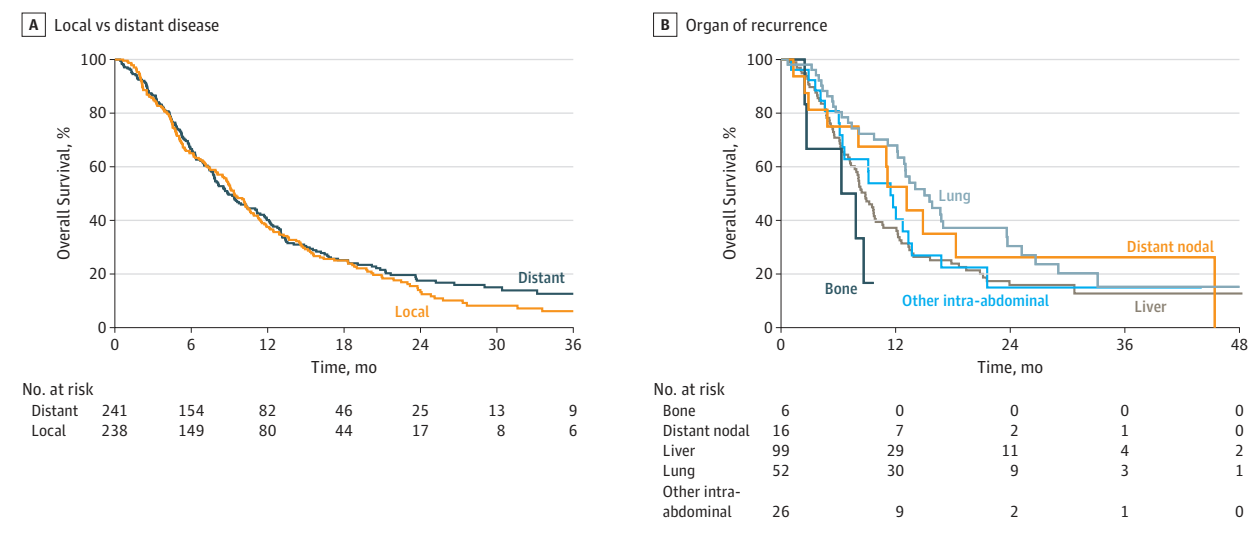 A Local vs distant disease
100
80
60
40
20
0
Overall Survival, %
Distant
Local
0 6 12 18 24 30 36
Time, mo
No. at risk
Distant 241 154 82 46 25 13 9
Local 238 149 80 44 17 8 6
B Organ of recurrence
100
80
60
40
20
0
Overall Survival, %
Lung
Distant nodal
Bone
Other intra-abdominal
Liver
0 12 24 36 48
Time, mo
No. at risk
Bone 6 0 0 0 0
Distant nodal 16 7 2 1 0
Liver 99 29 11 4 2
Lung 52 30 9 3 1
Other intra-
abdominal 26 9 2 1 0